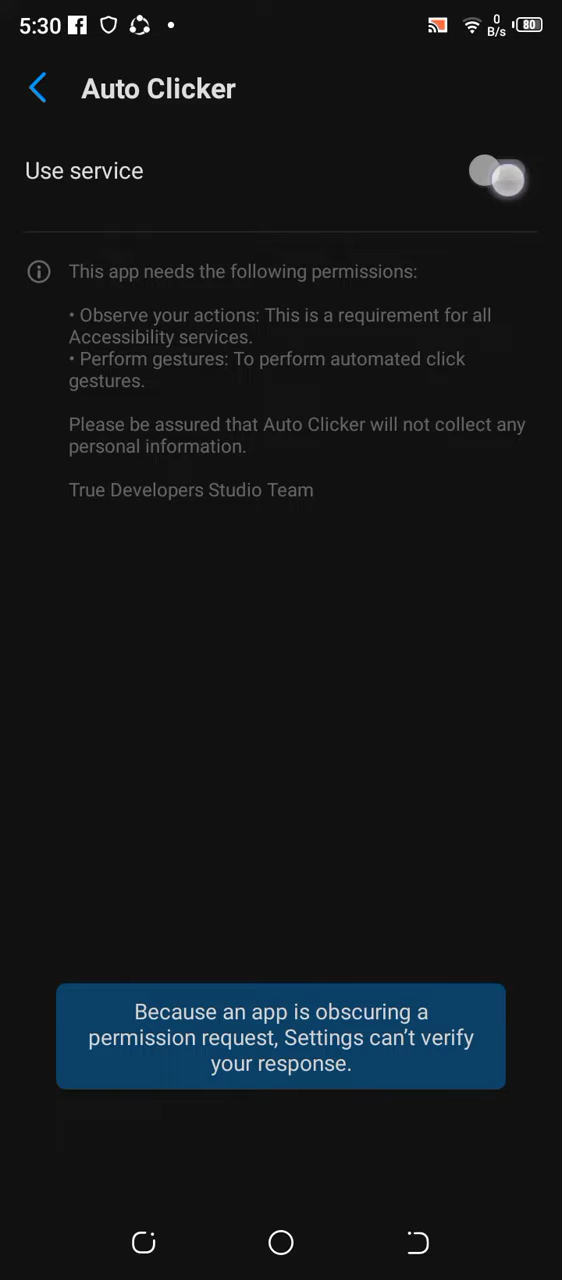 5:30
0
B/s
80
Auto Clicker
Use service
This app needs the following permissions:
• Observe your actions: This is a requirement for all
Accessibility services.
• Perform gestures: To perform automated click
gestures.
Please be assured that Auto Clicker will not collect any
personal information.
True Developers Studio Team
Because an app is obscuring a
permission request, Settings can’t verify
your response.